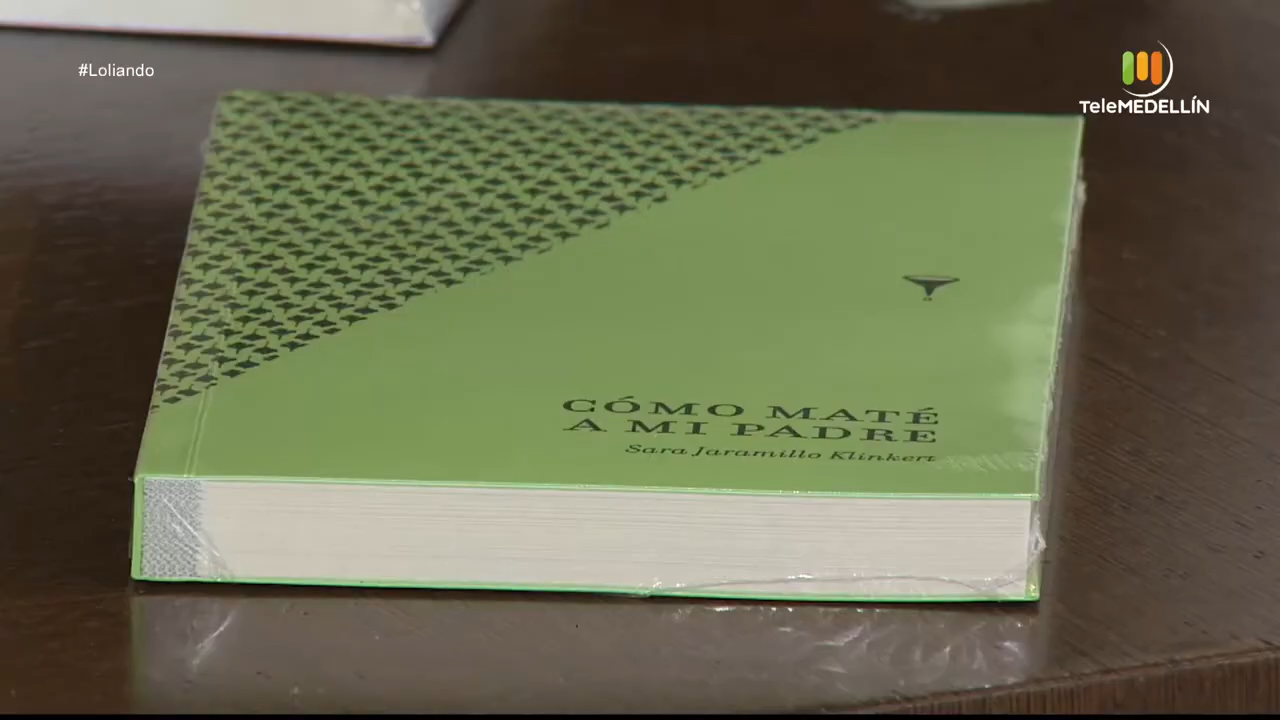 #Loliando
TeleMEDELLÍN
CÓMO MATÉ
A MI PADRE
Sara Jaramillo Klinkert